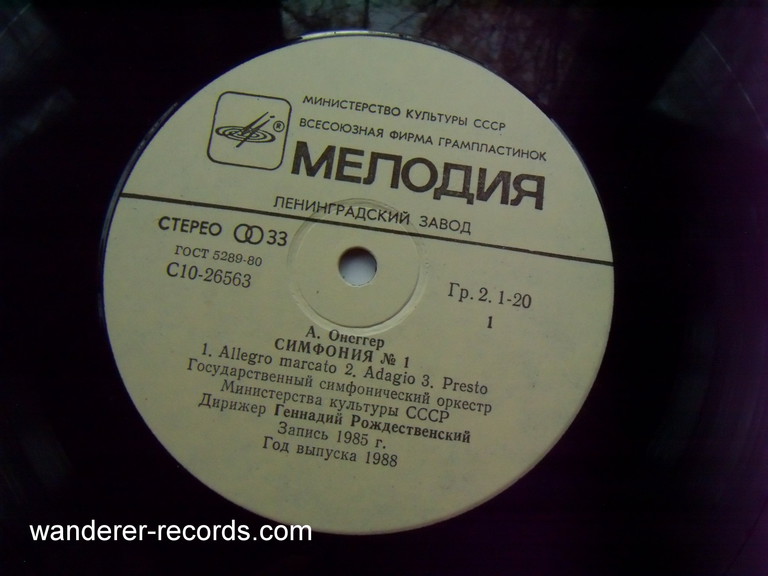 МИНИСТЕРСТВО КУЛЬТУРЫ СССР
ВСЕСОЮЗНАЯ ФИРМА ГРАМПЛАСТИНОК
®
МЕЛОДИЯ
ЛЕНИНГРАДСКИЙ ЗАВОД
СТЕРЕО 33
ГОСТ 5289-80
С10-26563
Гр. 2. 1-20
1
А. Онеггер
СИМФОНИЯ № 1
1. Allegro marcato 2. Adagio 3. Presto
Государственный симфонический оркестр
Министерства культуры СССР
Дирижер Геннадий Рождественский
Запись 1985 г.
Год выпуска 1988
wanderer-records.com